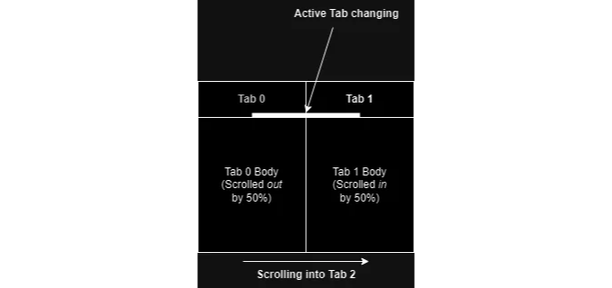 Active Tab changing
Tab 0
Tab 1
Tab 0 Body
(Scrolled out
by 50%)
Tab 1 Body
(Scrolled in
by 50%)
Scrolling into Tab 2